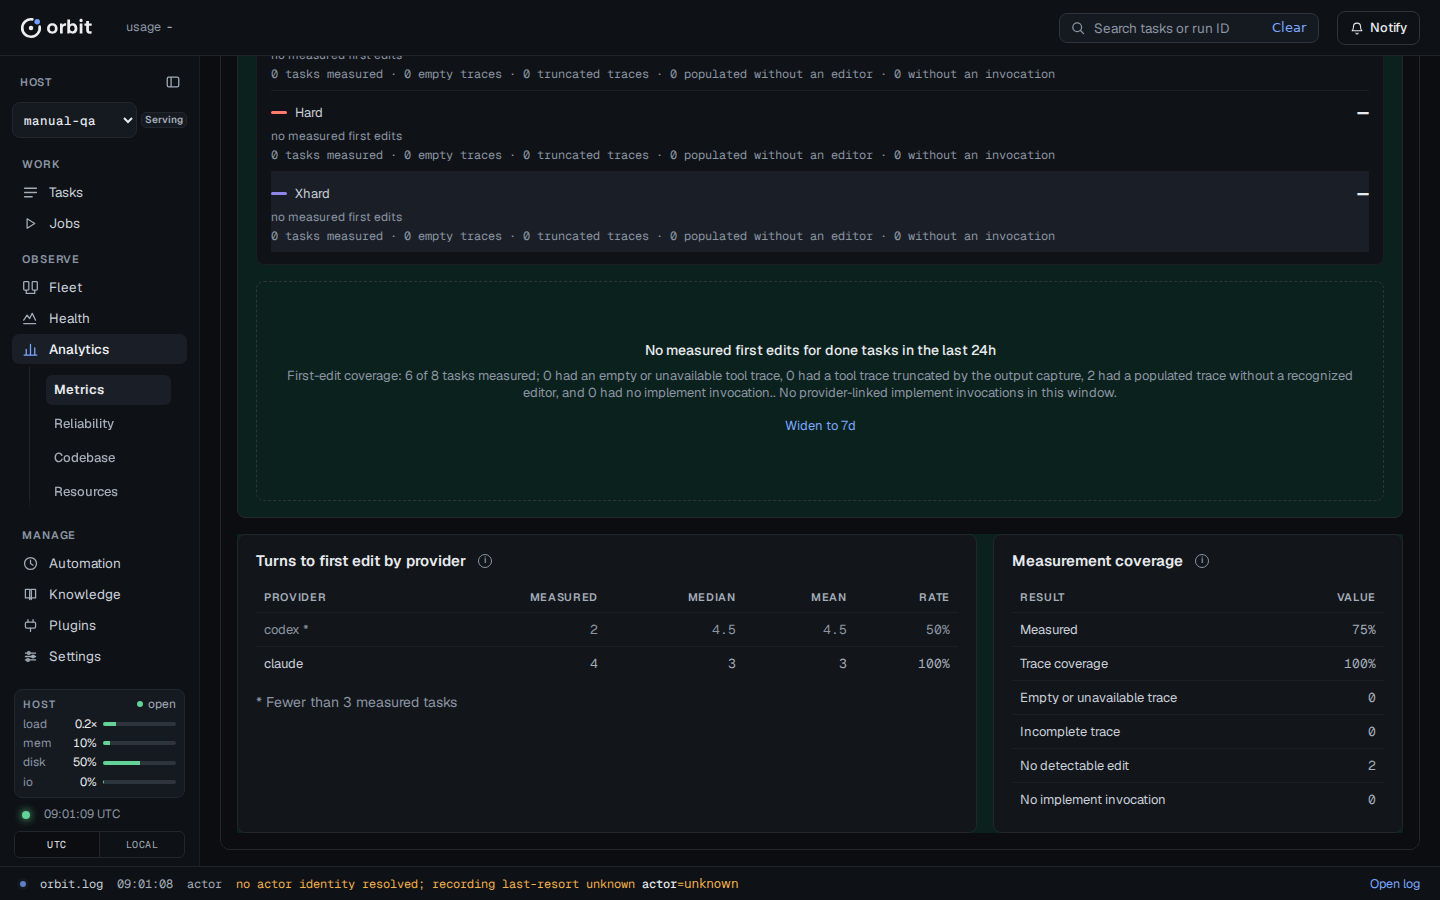 orbit
usage -
Search tasks or run ID
Clear
Notify
HOST
manual-qa
Serving
WORK
Tasks
Jobs
OBSERVE
Fleet
Health
Analytics
Metrics
Reliability
Codebase
Resources
MANAGE
Automation
Knowledge
Plugins
Settings
HOST
open
load 0.2×
mem 10%
disk 50%
io 0%
09:01:09 UTC
UTC
LOCAL
no measured first edits
0 tasks measured · 0 empty traces · 0 truncated traces · 0 populated without an editor · 0 without an invocation
Hard —
no measured first edits
0 tasks measured · 0 empty traces · 0 truncated traces · 0 populated without an editor · 0 without an invocation
Xhard —
no measured first edits
0 tasks measured · 0 empty traces · 0 truncated traces · 0 populated without an editor · 0 without an invocation
No measured first edits for done tasks in the last 24h
First-edit coverage: 6 of 8 tasks measured; 0 had an empty or unavailable tool trace, 0 had a tool trace truncated by the output capture, 2 had a populated trace without a recognized
editor, and 0 had no implement invocation.. No provider-linked implement invocations in this window.
Widen to 7d
Turns to first edit by provider
PROVIDER MEASURED MEDIAN MEAN RATE
codex * 2 4.5 4.5 50%
claude 4 3 3 100%
* Fewer than 3 measured tasks
Measurement coverage
RESULT VALUE
Measured 75%
Trace coverage 100%
Empty or unavailable trace 0
Incomplete trace 0
No detectable edit 2
No implement invocation 0
orbit.log 09:01:08 actor no actor identity resolved; recording last-resort unknown actor=unknown
Open log